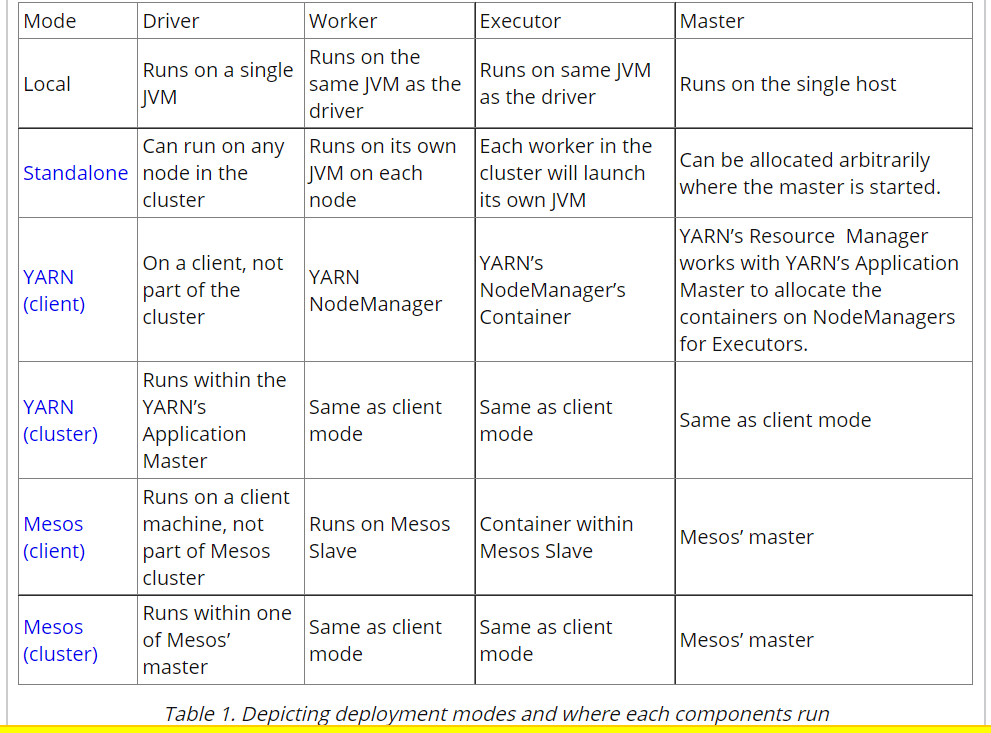 Mode Driver Worker Executor Master
Local
Runs on a single
JVM
Runs on the
same JVM as the
driver
Runs on same JVM
as the driver
Runs on the single host
Standalone
Can run on any
node in the
cluster
Runs on its own
JVM on each
node
Each worker in the
cluster will launch
its own JVM
Can be allocated arbitrarily
where the master is started.
YARN
(client)
On a client, not
part of the
cluster
YARN
NodeManager
YARN’s
NodeManager’s
Container
YARN’s Resource  Manager
works with YARN’s Application
Master to allocate the
containers on NodeManagers
for Executors.
YARN
(cluster)
Runs within the
YARN’s
Application
Master
Same as client
mode
Same as client
mode
Same as client mode
Mesos
(client)
Runs on a client
machine, not
part of Mesos
cluster
Runs on Mesos
Slave
Container within
Mesos Slave
Mesos’ master
Mesos
(cluster)
Runs within one
of Mesos’
master
Same as client
mode
Same as client
mode
Mesos’ master
Table 1. Depicting deployment modes and where each components run